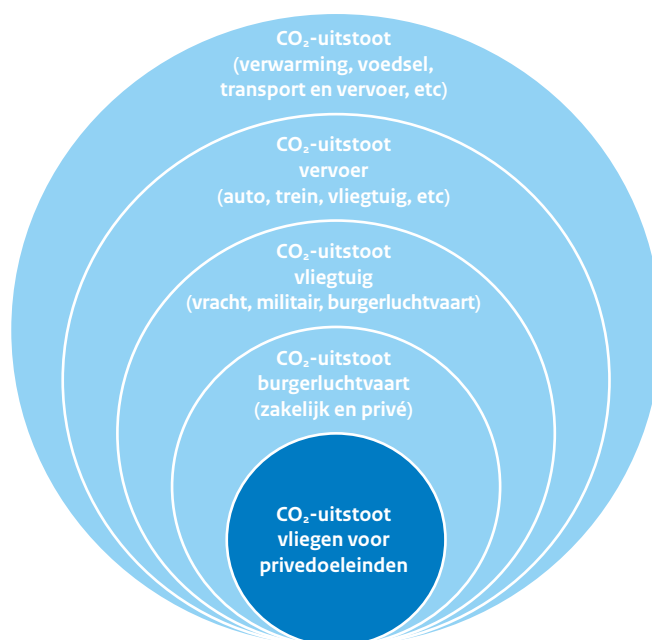 CO₂-uitstoot
(verwarming, voedsel,
transport en vervoer, etc)
CO₂-uitstoot
vervoer
(auto, trein, vliegtuig, etc)
CO₂-uitstoot
vliegtuig
(vracht, militair, burgerluchtvaart)
CO₂-uitstoot
burgerluchtvaart
(zakelijk en privé)
CO₂-uitstoot
vliegen voor
privedoeleinden